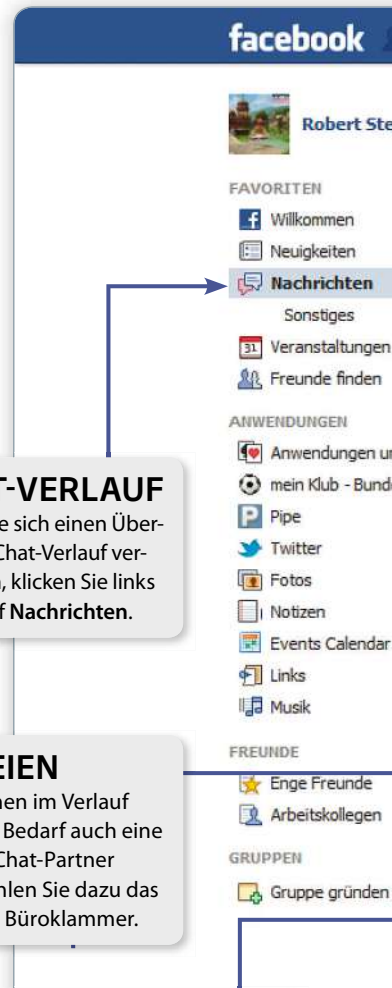 facebook
Robert Ste
FAVORITEN
Willkommen
Neuigkeiten
Nachrichten
Sonstiges
31 Veranstaltungen
Freunde finden
ANWENDUNGEN
Anwendungen un
mein Klub - Bund
Pipe
Twitter
Fotos
Notizen
Events Calendar
Links
Musik
FREUNDE
Enge Freunde
Arbeitskollegen
GRUPPEN
Gruppe gründen
T-VERLAUF
e sich einen Über-
Chat-Verlauf ver-
, klicken Sie links
f Nachrichten.
EIEN
nen im Verlauf
Bedarf auch eine
Chat-Partner
hlen Sie dazu das
Büroklammer.